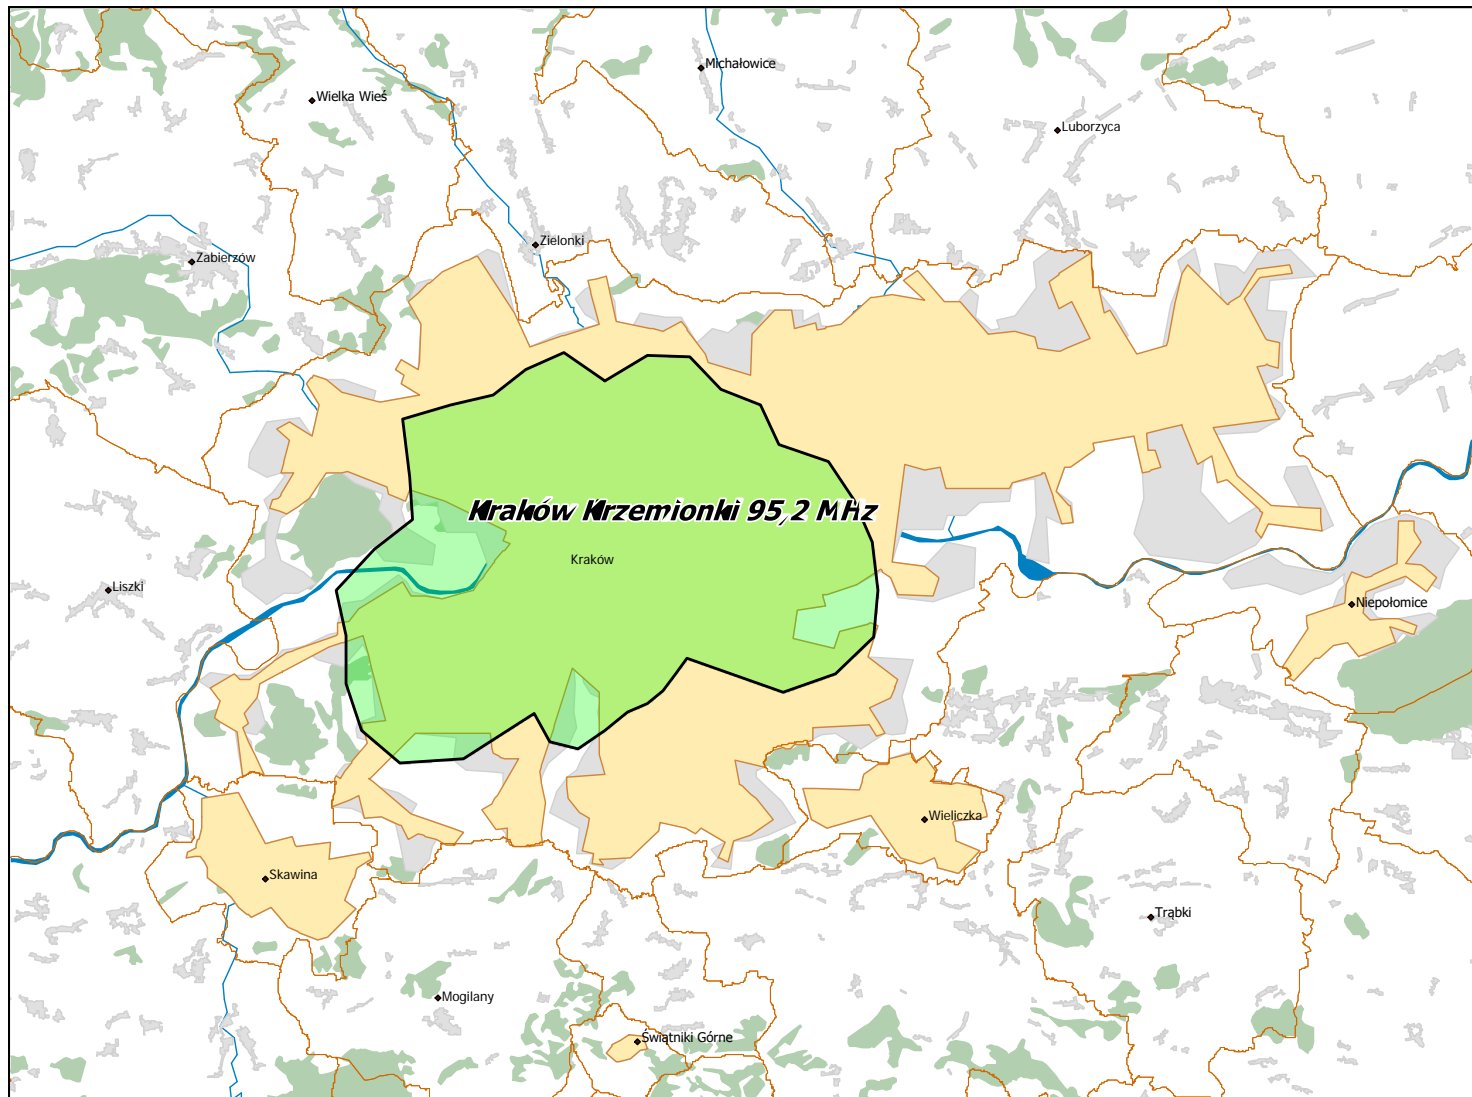 Michałowice
Wielka Wieś
Luborzyca
Zielonki
Zabierzów
Kraków Krzemionki 95,2 MHz
Kraków
Liszki
Niepołomice
Wieliczka
Skawina
Trąbki
Mogilany
Świątniki Górne